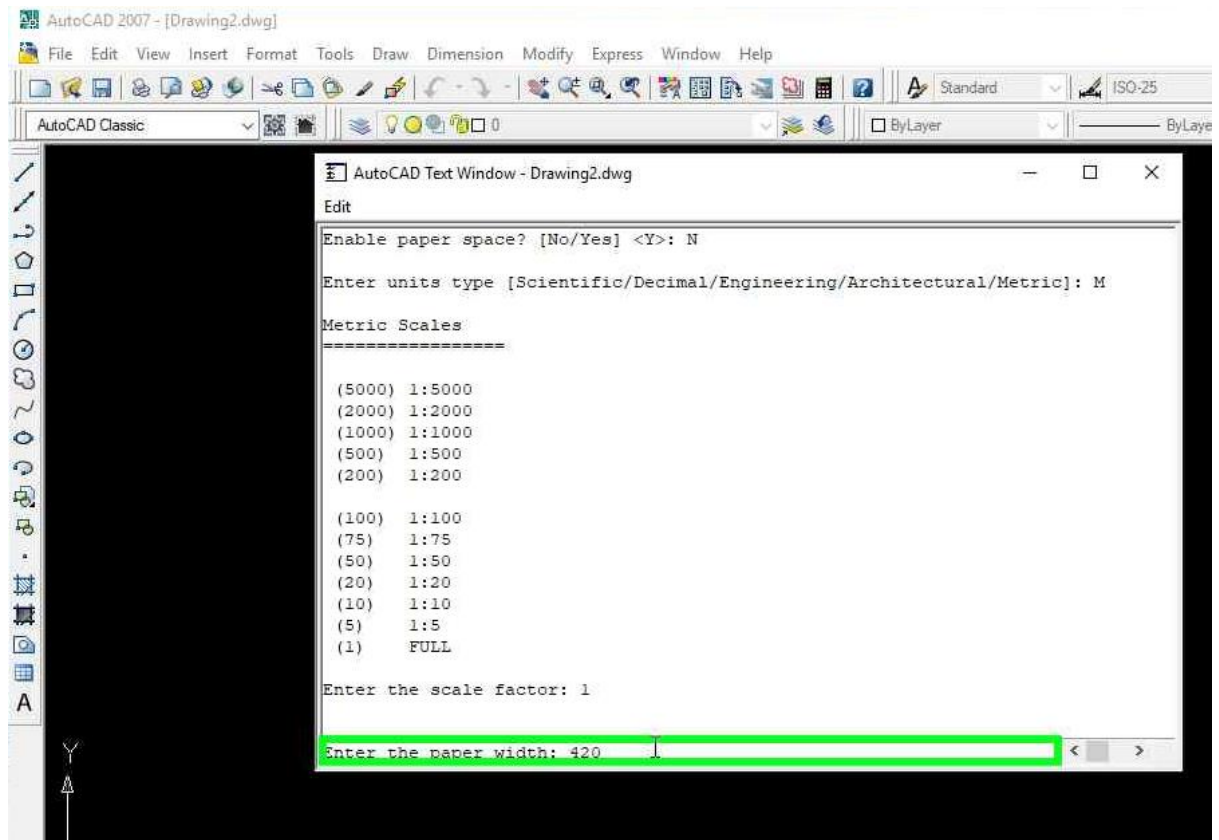 AutoCAD 2007 - [Drawing2.dwg]
File Edit View Insert Format Tools Draw Dimension Modify Express Window Help
Standard ISO-25
AutoCAD Classic 0 ByLayer ByLaye
AutoCAD Text Window - Drawing2.dwg
Edit
Enable paper space? [No/Yes] <Y>: N
Enter units type [Scientific/Decimal/Engineering/Architectural/Metric]: M
Metric Scales
=================
(5000) 1:5000
(2000) 1:2000
(1000) 1:1000
(500) 1:500
(200) 1:200
(100) 1:100
(75) 1:75
(50) 1:50
(20) 1:20
(10) 1:10
(5) 1:5
(1) FULL
Enter the scale factor: 1
Enter the paper width: 420
A
Y